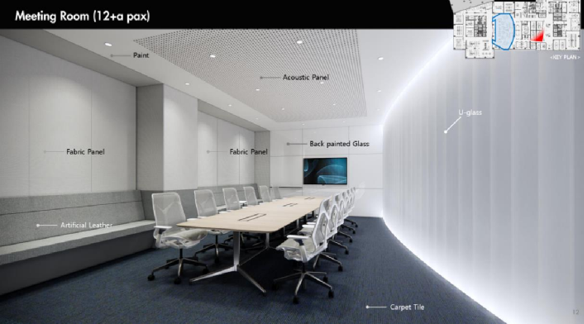 Meeting Room (12+a pax)
<KEY PLAN>
Paint
Acoustic Panel
U-glass
Back painted Glass
Fabric Panel
Fabric Panel
Artificial Leather
Carpet Tile